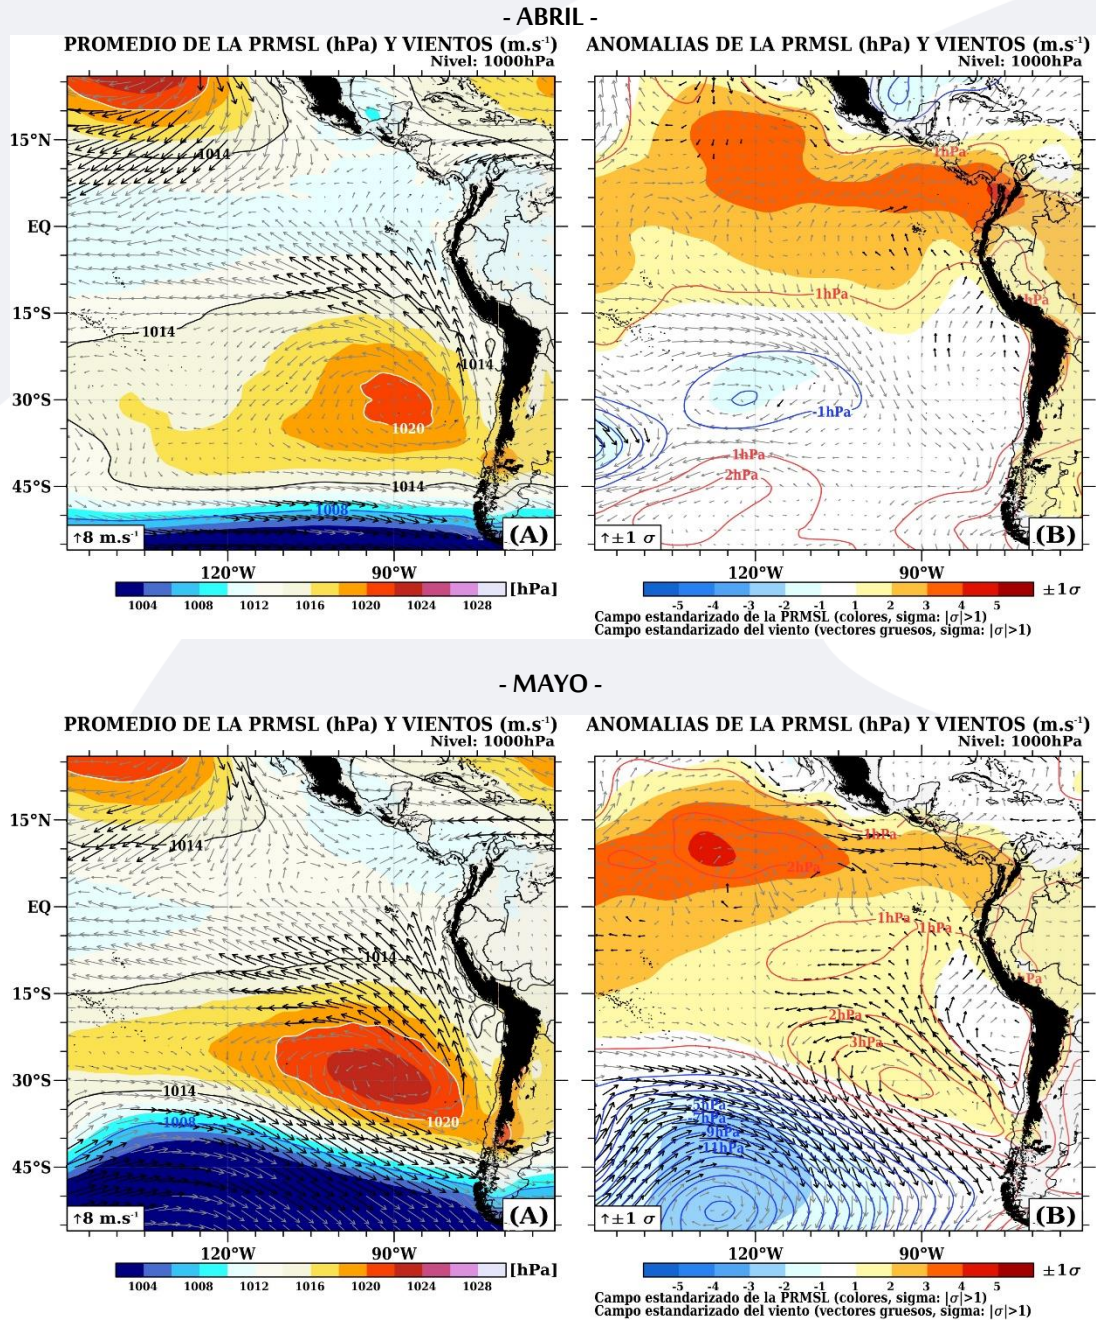 - ABRIL -
PROMEDIO DE LA PRMSL (hPa) Y VIENTOS (m.s⁻¹)
Nivel: 1000hPa
15°N
EQ
15°S
30°S
45°S
1014
1014
1014
1020
1014
1008
↑8 m.s⁻¹
(A)
120°W 90°W
[hPa]
1004 1008 1012 1016 1020 1024 1028
ANOMALIAS DE LA PRMSL (hPa) Y VIENTOS (m.s⁻¹)
Nivel: 1000hPa
1hPa
1hPa
hPa
1hPa
1hPa
2hPa
↑±1 σ
(B)
120°W 90°W
±1σ
-5 -4 -3 -2 -1 1 2 3 4 5
Campo estandarizado de la PRMSL (colores, sigma: |σ|>1)
Campo estandarizado del viento (vectores gruesos, sigma: |σ|>1)
- MAYO -
PROMEDIO DE LA PRMSL (hPa) Y VIENTOS (m.s⁻¹)
Nivel: 1000hPa
15°N
EQ
15°S
30°S
45°S
1014
1014
1014
1008
1020
↑8 m.s⁻¹
(A)
120°W 90°W
[hPa]
1004 1008 1012 1016 1020 1024 1028
ANOMALIAS DE LA PRMSL (hPa) Y VIENTOS (m.s⁻¹)
Nivel: 1000hPa
1hPa
2hPa
1hPa
1hPa
2hPa
3hPa
9hPa
11hPa
↑±1 σ
(B)
120°W 90°W
±1σ
-5 -4 -3 -2 -1 1 2 3 4 5
Campo estandarizado de la PRMSL (colores, sigma: |σ|>1)
Campo estandarizado del viento (vectores gruesos, sigma: |σ|>1)